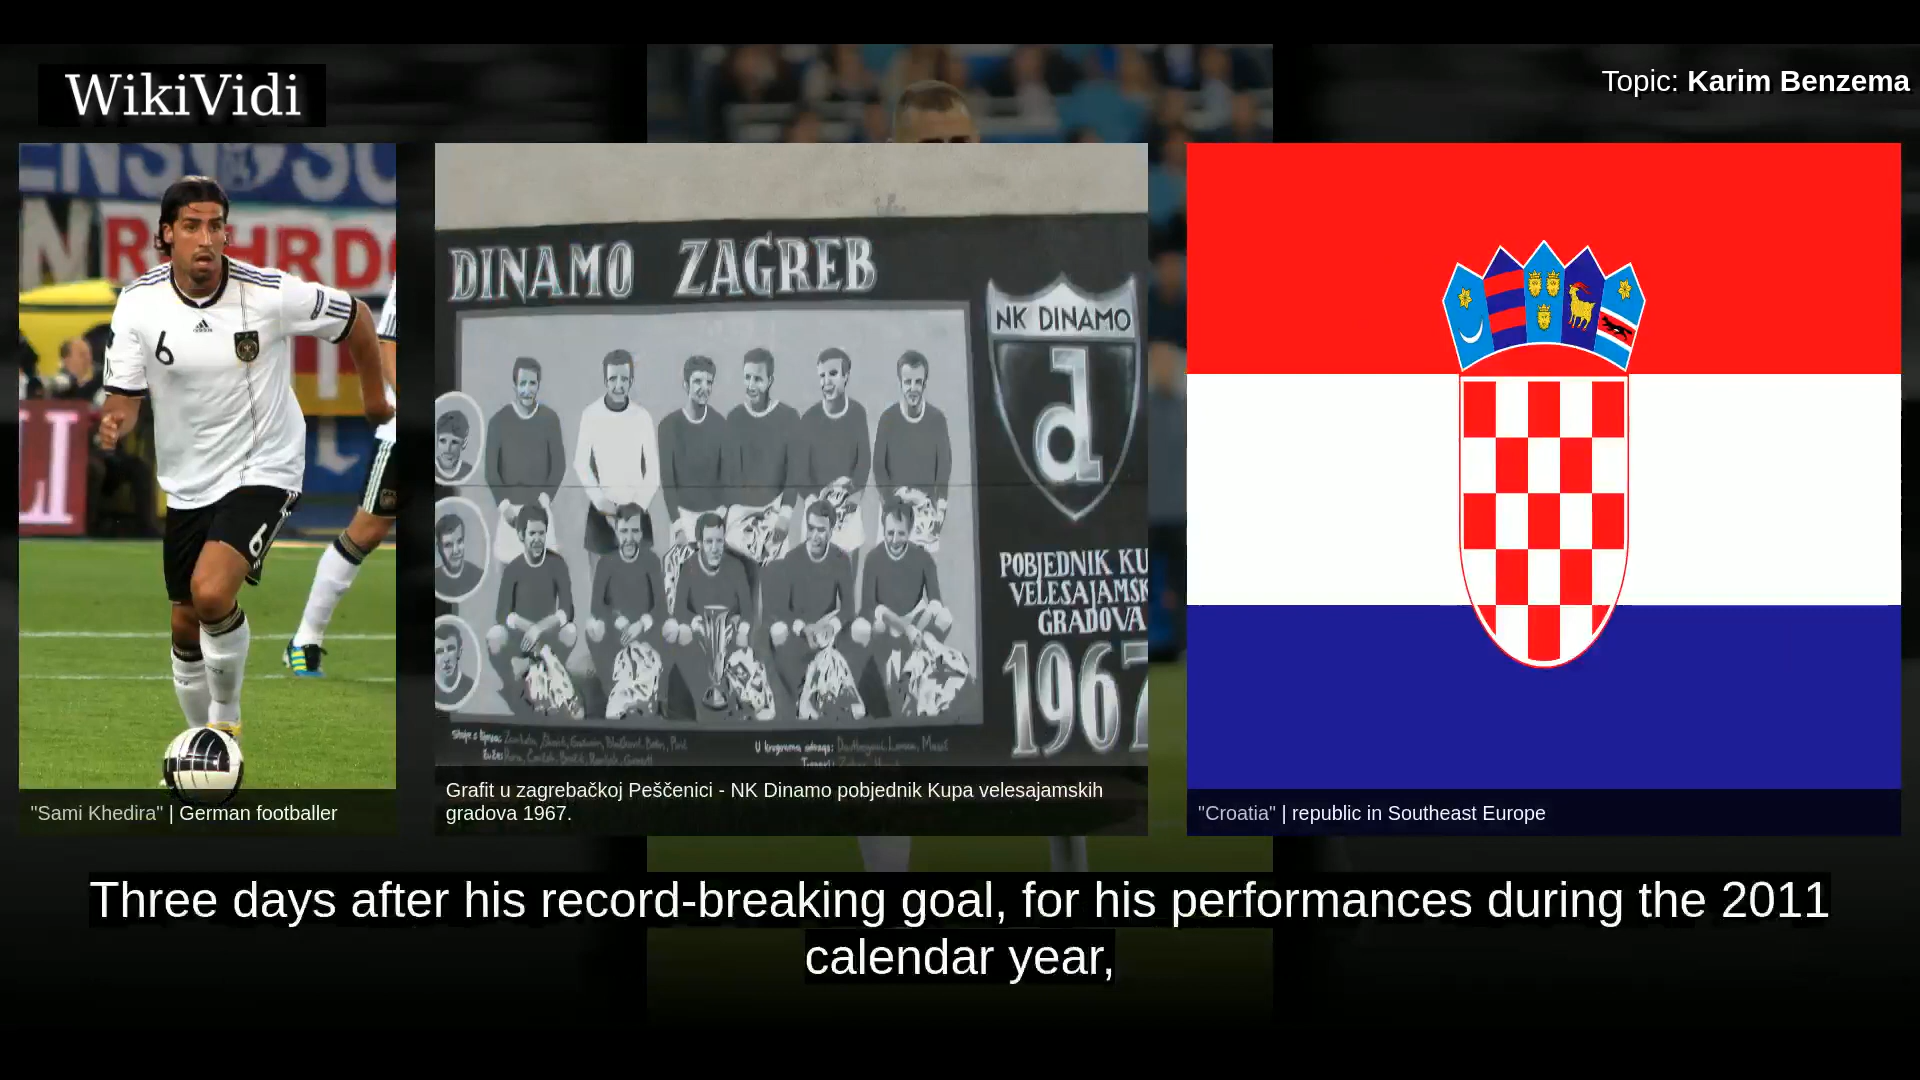 WikiVidi
Topic: Karim Benzema
6
6
"Sami Khedira" | German footballer
DINAMO ZAGREB
NK DINAMO
d
POBJEDNIK KU
VELESAJAMSK
GRADOVA
1967
Grafit u zagrebačkoj Peščenici - NK Dinamo pobjednik Kupa velesajamskih
gradova 1967.
"Croatia" | republic in Southeast Europe
Three days after his record-breaking goal, for his performances during the 2011
calendar year,